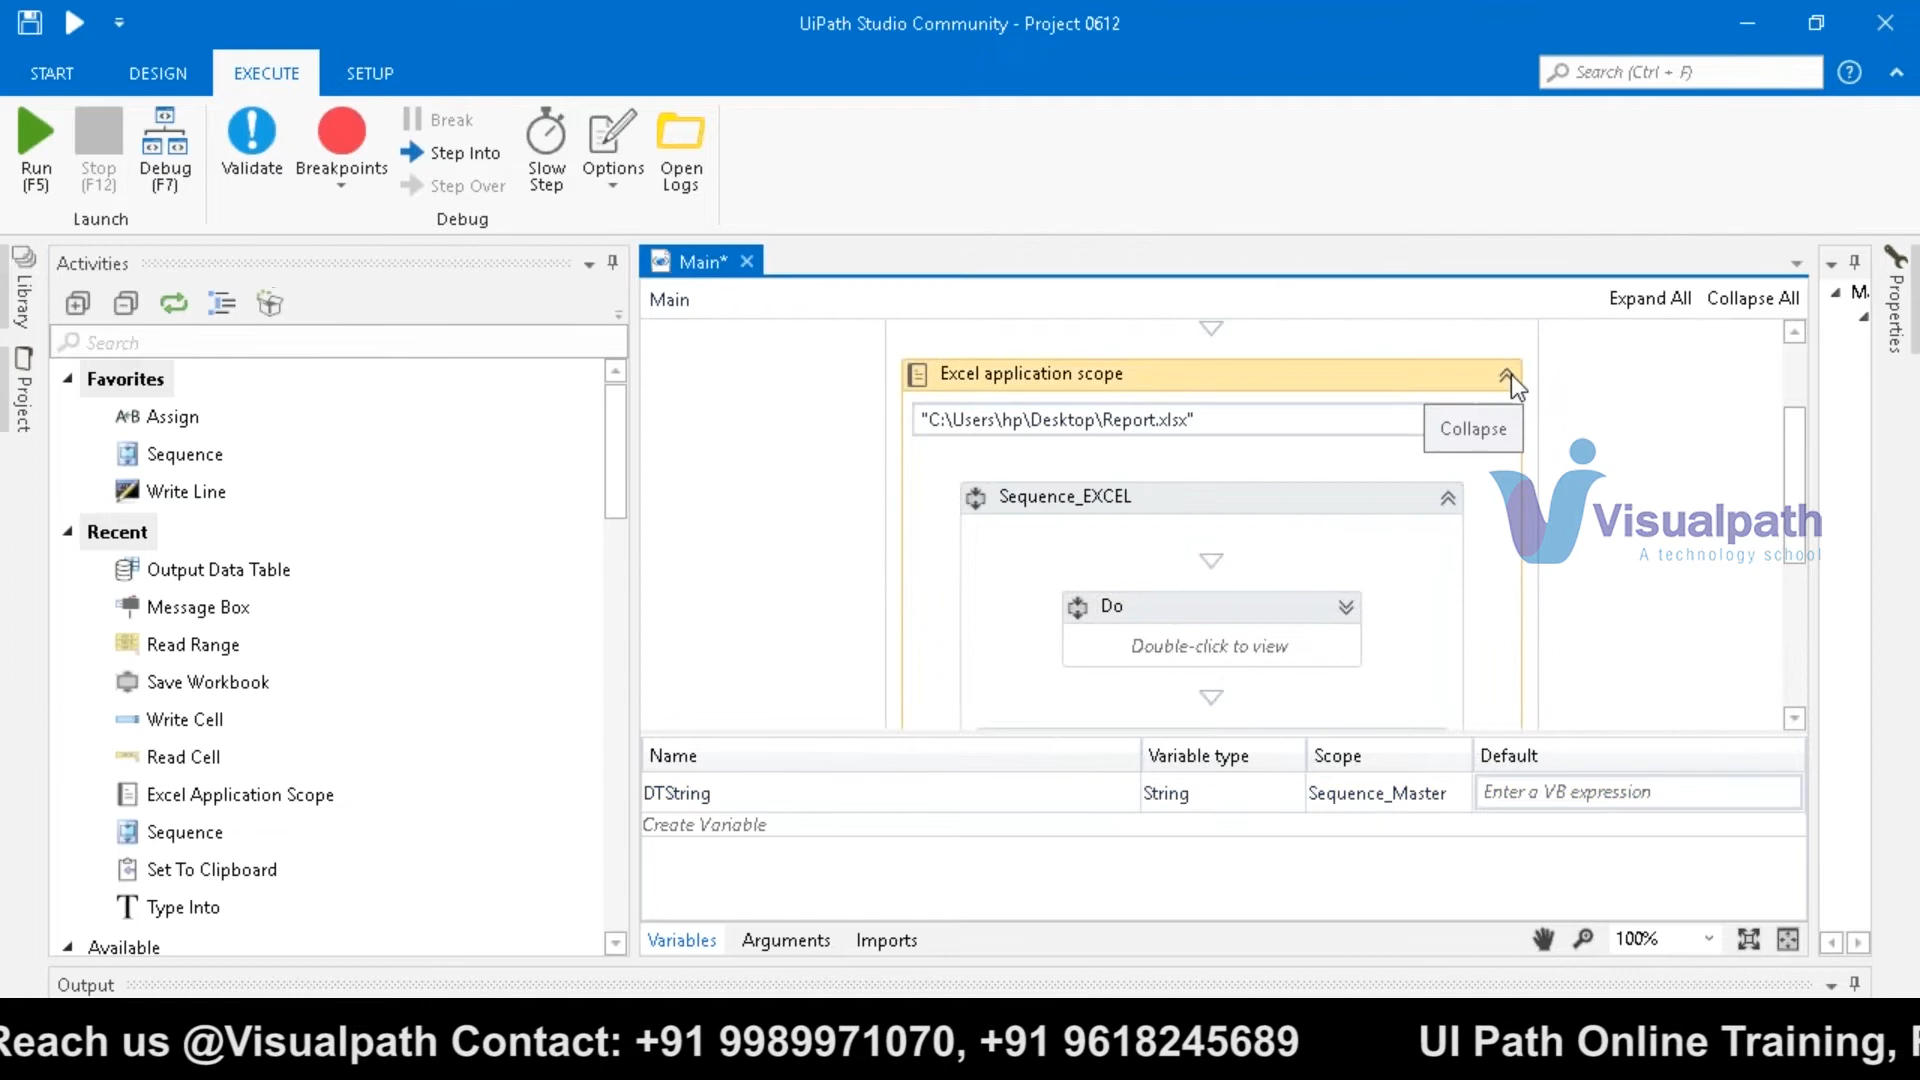 UiPath Studio Community - Project 0612
START
DESIGN
EXECUTE
SETUP
Search (Ctrl + F)
Run
(F5)
Stop
(F12)
Debug
(F7)
Launch
Validate
Breakpoints
Break
Step Into
Step Over
Slow
Step
Options
Open
Logs
Debug
Library
Project
Activities
Search
Favorites
A+B Assign
Sequence
Write Line
Recent
Output Data Table
Message Box
Read Range
Save Workbook
Write Cell
Read Cell
Excel Application Scope
Sequence
Set To Clipboard
Type Into
Available
Main*
Main
Expand All
Collapse All
Excel application scope
"C:\Users\hp\Desktop\Report.xlsx"
Collapse
Sequence_EXCEL
Do
Double-click to view
Visualpath
A technology school
Name
Variable type
Scope
Default
DTString
String
Sequence_Master
Enter a VB expression
Create Variable
Variables
Arguments
Imports
100%
Properties
Output
Reach us @Visualpath Contact: +91 9989971070, +91 9618245689
UI Path Online Training,